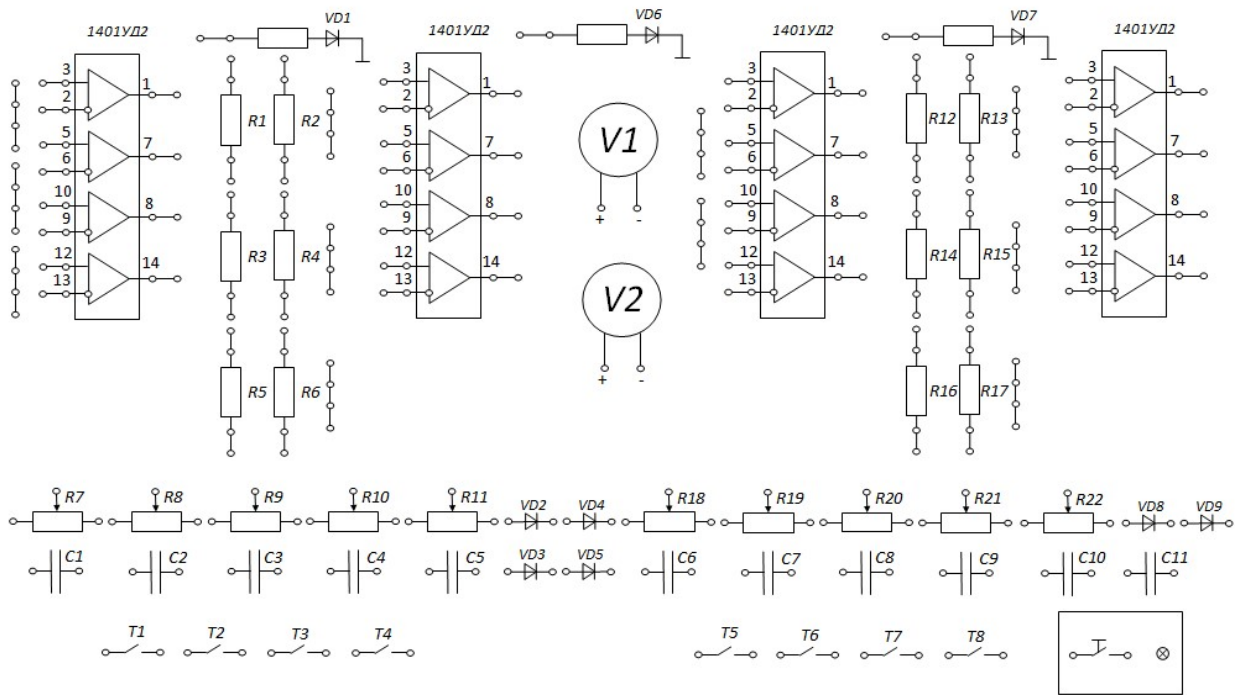 1401УД2 VD1 1401УД2 VD6 1401УД2 VD7 1401УД2
3 1 3 1 3 1 3 1
2 2 2 2
R1 R2 R12 R13
V1
5 7 5 7 5 7 5 7
6 6 6 6
10 8 10 8 10 8 10 8
9 9 9 9
+ -
R3 R4 R14 R15
12 14 12 14 12 14 12 14
13 13 13 13
V2
+ -
R5 R6 R16 R17
R7 R8 R9 R10 R11 VD2 VD4 R18 R19 R20 R21 R22 VD8 VD9
C1 C2 C3 C4 C5 VD3 VD5 C6 C7 C8 C9 C10 C11
T1 T2 T3 T4 T5 T6 T7 T8